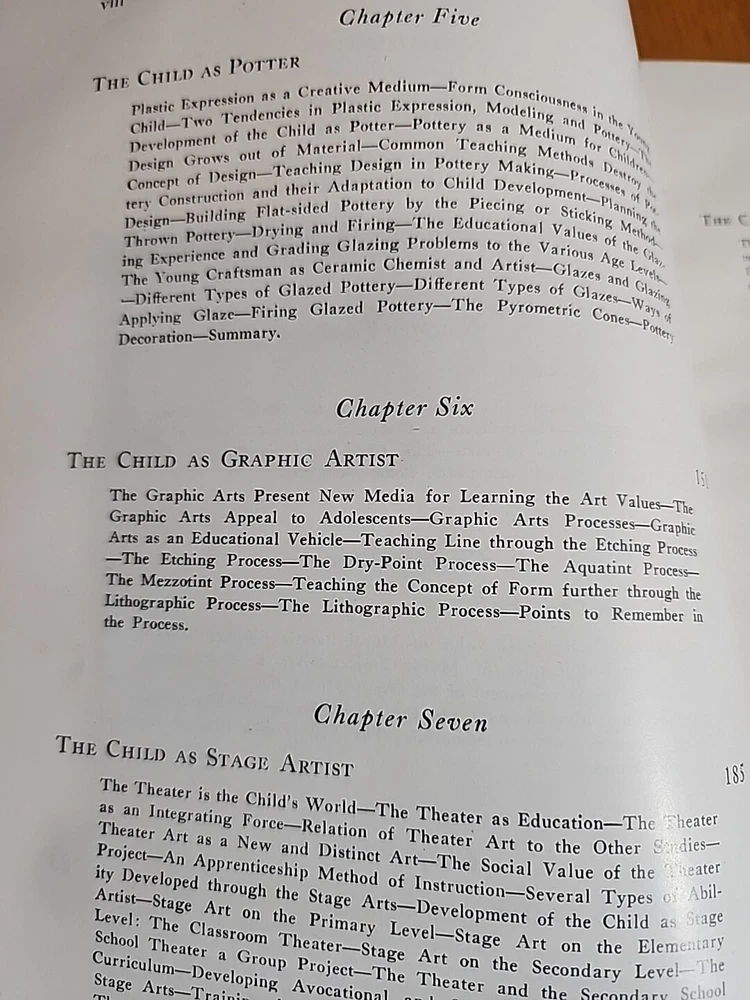 viii
Chapter Five
THE CHILD AS POTTER
Plastic Expression as a Creative Medium—Form Consciousness in the Young
Child—Two Tendencies in Plastic Expression, Modeling and Pottery—The
Development of the Child as Potter—Pottery as a Medium for Children—
Design Grows out of Material—Common Teaching Methods Destroy the
Concept of Design—Teaching Design in Pottery Making—Processes of Pot-
tery Construction and their Adaptation to Child Development—Planning the
Design—Building Flat-sided Pottery by the Piecing or Sticking Method—
Thrown Pottery—Drying and Firing—The Educational Values of the Glaz-
ing Experience and Grading Glazing Problems to the Various Age Levels—
The Young Craftsman as Ceramic Chemist and Artist—Glazes and Glazing
—Different Types of Glazed Pottery—Different Types of Glazes—Ways of
Applying Glaze—Firing Glazed Pottery—The Pyrometric Cones—Pottery
Decoration—Summary.
Chapter Six
THE CHILD AS GRAPHIC ARTIST 151
The Graphic Arts Present New Media for Learning the Art Values—The
Graphic Arts Appeal to Adolescents—Graphic Arts Processes—Graphic
Arts as an Educational Vehicle—Teaching Line through the Etching Process
—The Etching Process—The Dry-Point Process—The Aquatint Process—
The Mezzotint Process—Teaching the Concept of Form further through the
Lithographic Process—The Lithographic Process—Points to Remember in
the Process.
Chapter Seven
THE CHILD AS STAGE ARTIST 185
The Theater is the Child's World—The Theater as Education—The Theater
as an Integrating Force—Relation of Theater Art to the Other Studies—
Theater Art as a New and Distinct Art—The Social Value of the Theater
Project—An Apprenticeship Method of Instruction—Several Types of Abil-
ity Developed through the Stage Arts—Development of the Child as Stage
Artist—Stage Art on the Primary Level—Stage Art on the Elementary
Level: The Classroom Theater—Stage Art on the Secondary Level—The
School Theater a Group Project—The Theater and the Secondary School
Curriculum—Developing Avocational and
Stage Arts—
THE C